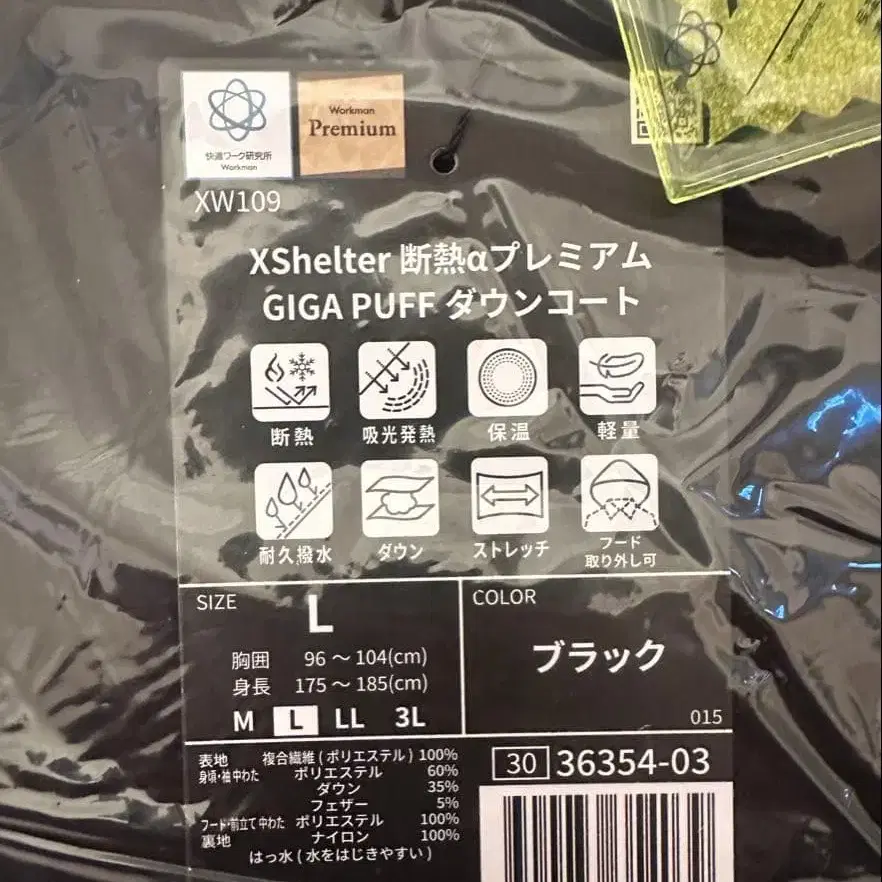 快適ワーク研究所
Workman
Workman
Premium
XW109
XShelter 断熱αプレミアム
GIGA PUFF ダウンコート
断熱 吸光発熱 保温 軽量
耐久撥水 ダウン ストレッチ フード
取り外し可
SIZE
L
胸囲 96 ～ 104(cm)
身長 175 ～ 185(cm)
M L LL 3L
COLOR
ブラック
015
表地 複合繊維 ( ポリエステル ) 100%
身頃・袖中わた ポリエステル 60%
ダウン 35%
フェザー 5%
フード・前立て中わた ポリエステル 100%
裏地 ナイロン 100%
はっ水 ( 水をはじきやすい )
30 36354-03